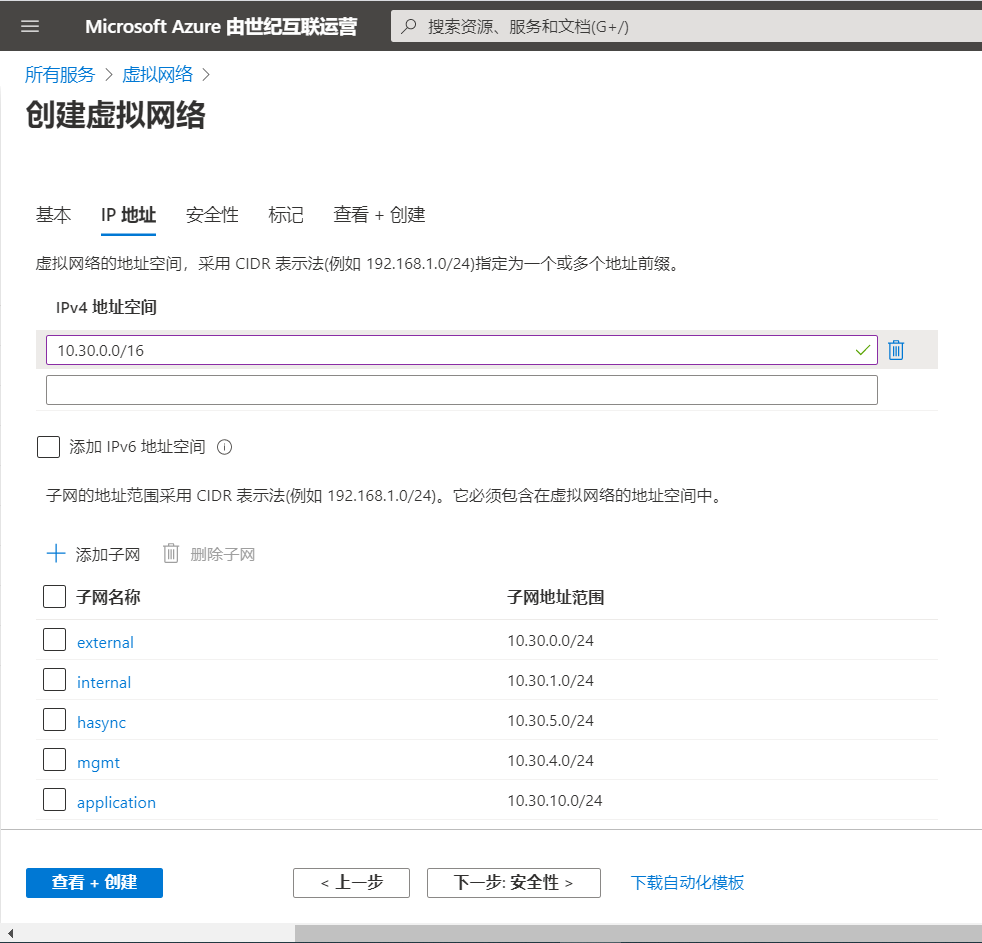 Microsoft Azure 由世纪互联运营
搜索资源、服务和文档(G+/)
所有服务 > 虚拟网络 >
创建虚拟网络
基本 IP 地址 安全性 标记 查看 + 创建
虚拟网络的地址空间，采用 CIDR 表示法(例如 192.168.1.0/24)指定为一个或多个地址前缀。
IPv4 地址空间
10.30.0.0/16
添加 IPv6 地址空间
子网的地址范围采用 CIDR 表示法(例如 192.168.1.0/24)。它必须包含在虚拟网络的地址空间中。
添加子网 删除子网
子网名称 子网地址范围
external 10.30.0.0/24
internal 10.30.1.0/24
hasync 10.30.5.0/24
mgmt 10.30.4.0/24
application 10.30.10.0/24
查看 + 创建 < 上一步 下一步: 安全性 > 下载自动化模板